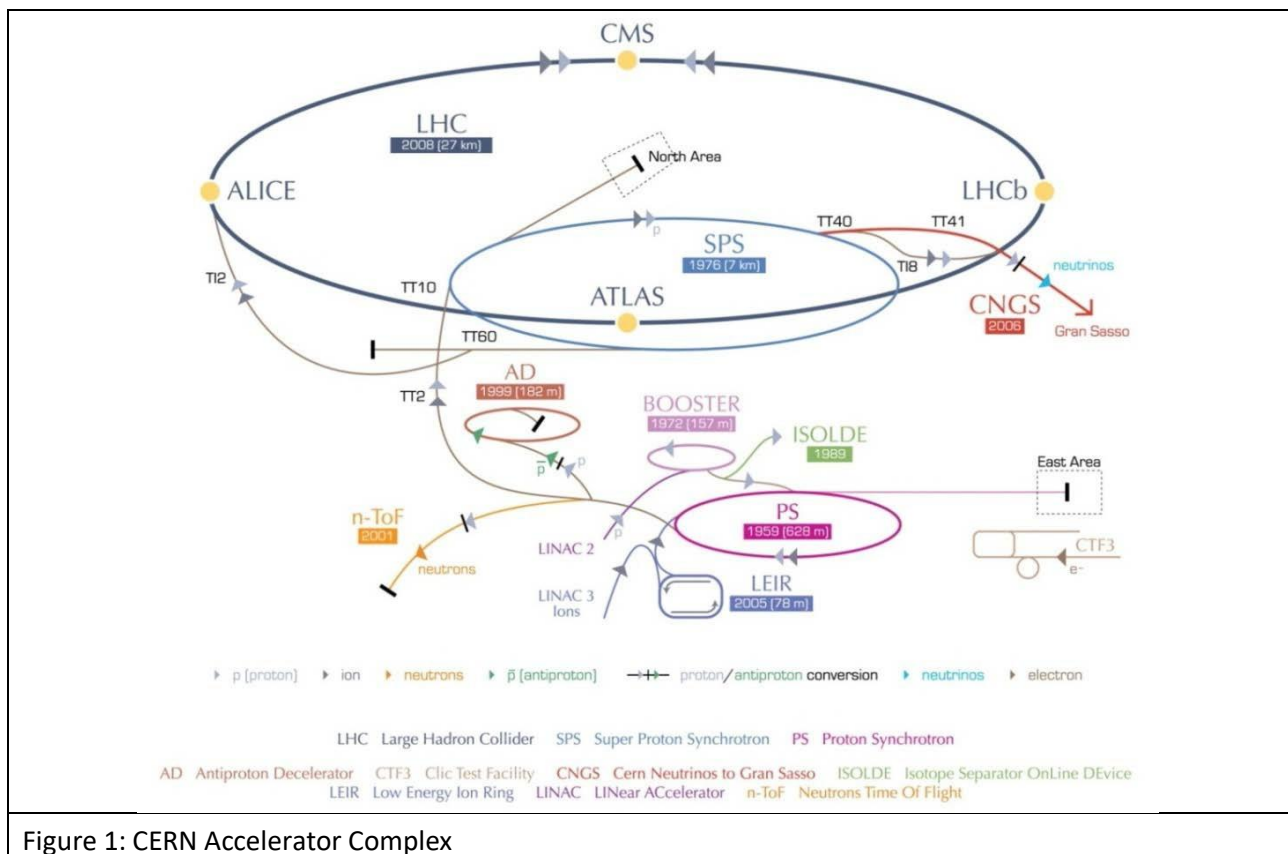 CMS
LHC
2008 (27 km)
North Area
ALICE
LHCb
TT40
TT41
SPS
1976 (7 km)
TI8
neutrinos
TI2
TT10
ATLAS
CNGS
2006
Gran Sasso
TT60
AD
1999 (182 m)
TT2
BOOSTER
1972 (157 m)
ISOLDE
1989
East Area
p
p̄
p
n-ToF
2001
PS
1959 (628 m)
p
LINAC 2
neutrons
CTF3
e-
LEIR
2005 (78 m)
LINAC 3
Ions
p (proton) ion neutrons p̄ (antiproton) proton/antiproton conversion neutrinos electron
LHC Large Hadron Collider SPS Super Proton Synchrotron PS Proton Synchrotron
AD Antiproton Decelerator CTF3 Clic Test Facility CNGS Cern Neutrinos to Gran Sasso ISOLDE Isotope Separator OnLine DEvice
LEIR Low Energy Ion Ring LINAC LINear ACcelerator n-ToF Neutrons Time Of Flight
Figure 1: CERN Accelerator Complex